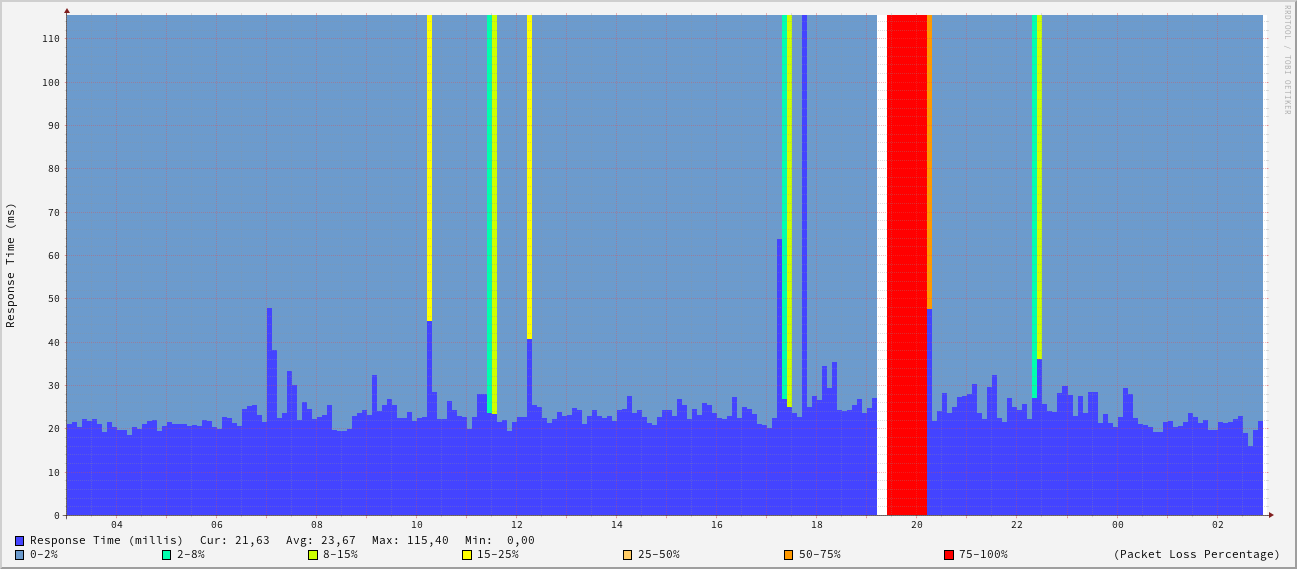 RRDTOOL / TOBI OETIKER
Response Time (ms)
110
100
90
80
70
60
50
40
30
20
10
0
04 06 08 10 12 14 16 18 20 22 00 02
Response Time (millis) Cur: 21,63 Avg: 23,67 Max: 115,40 Min: 0,00
0-2% 2-8% 8-15% 15-25% 25-50% 50-75% 75-100% (Packet Loss Percentage)